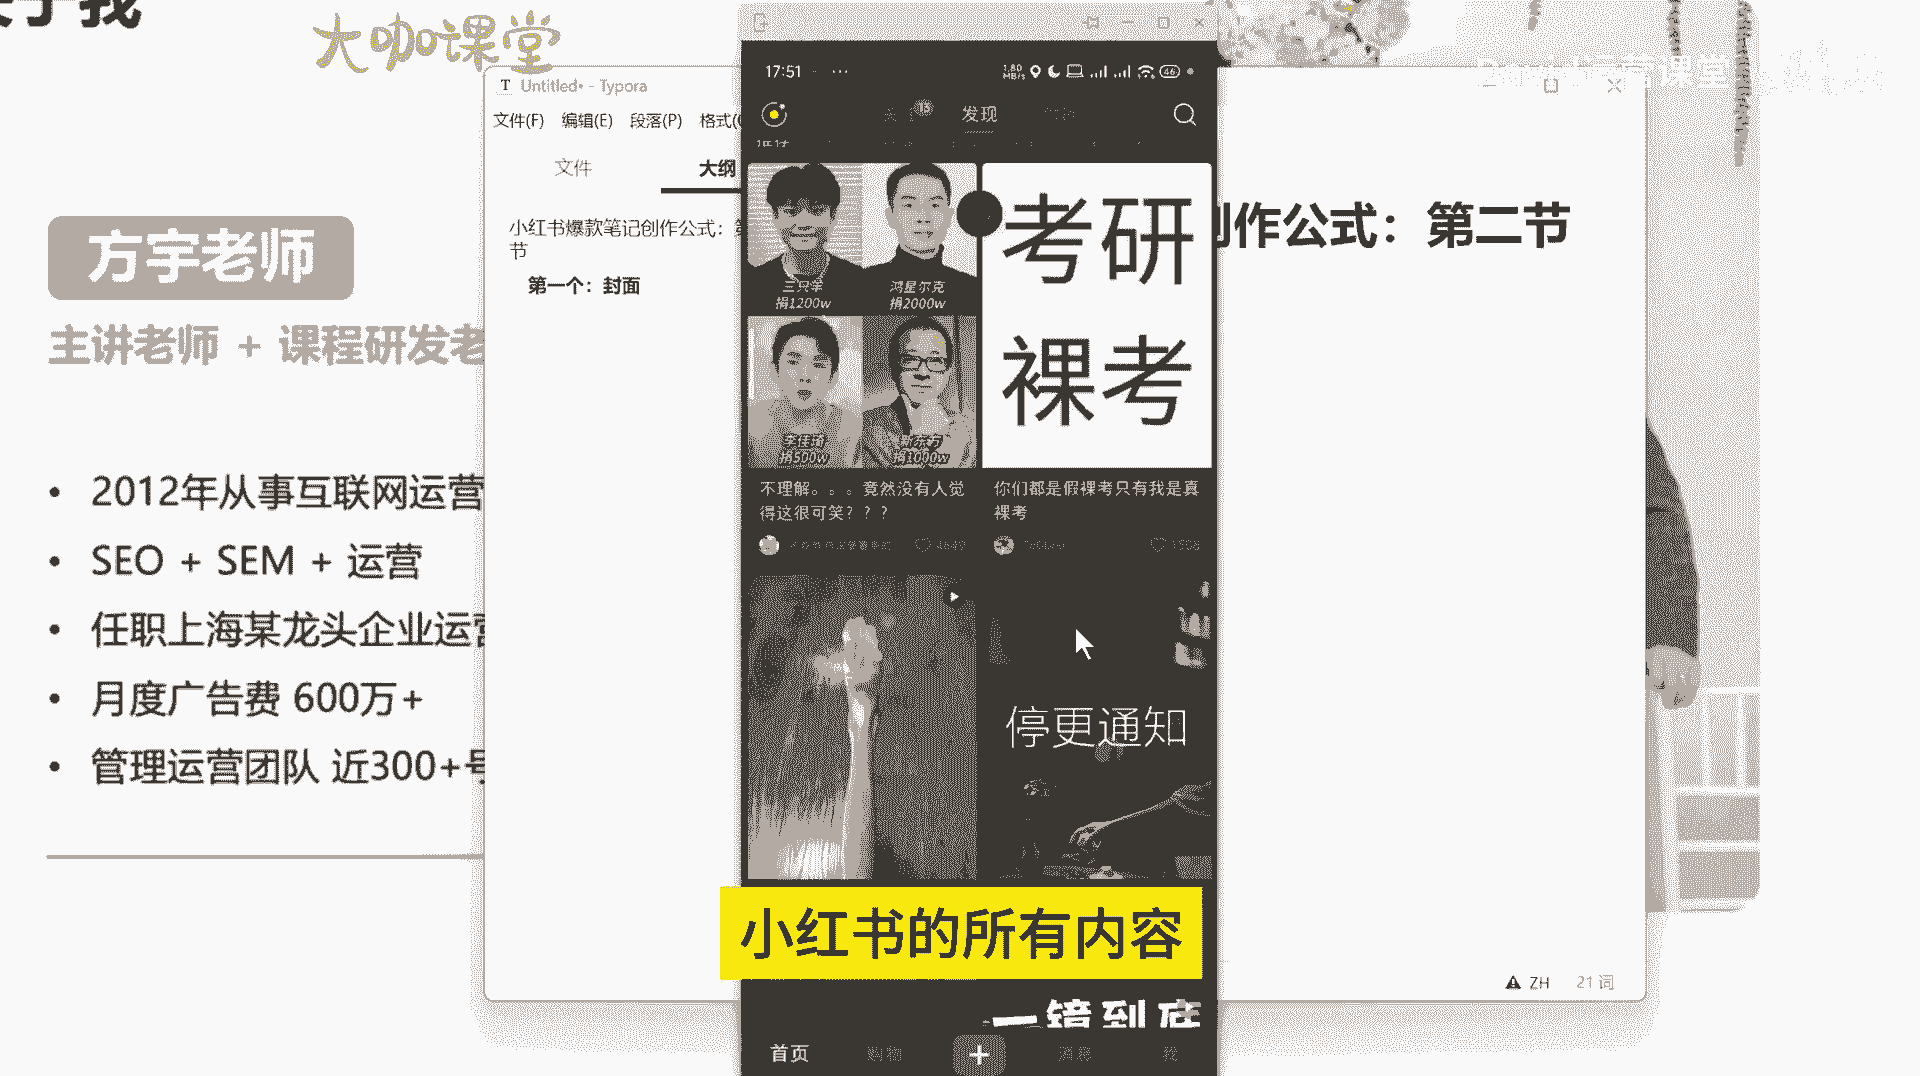 大咖课堂
方宇老师
主讲老师 + 课程研发老
• 2012年从事互联网运营
• SEO + SEM + 运营
• 任职上海某龙头企业运营
• 月度广告费 600万+
• 管理运营团队 近300+号
Untitled• - Typora
文件(F) 编辑(E) 段落(P) 格式(
文件
大纲
小红书爆款笔记创作公式：第
节
第一个：封面
创作公式：第二节
ZH
21 词
17:51
1.80
MB/s
46
13
发现
三只羊
捐1200w
鸿星尔克
捐2000w
李佳琦
捐500w
新东方
捐1000w
不理解。。。竟然没有人觉
得这很可笑？？？
考研
裸考
你们都是假裸考只有我是真
裸考
停更通知
小红书的所有内容
一错到底
首页
购物
消息
我